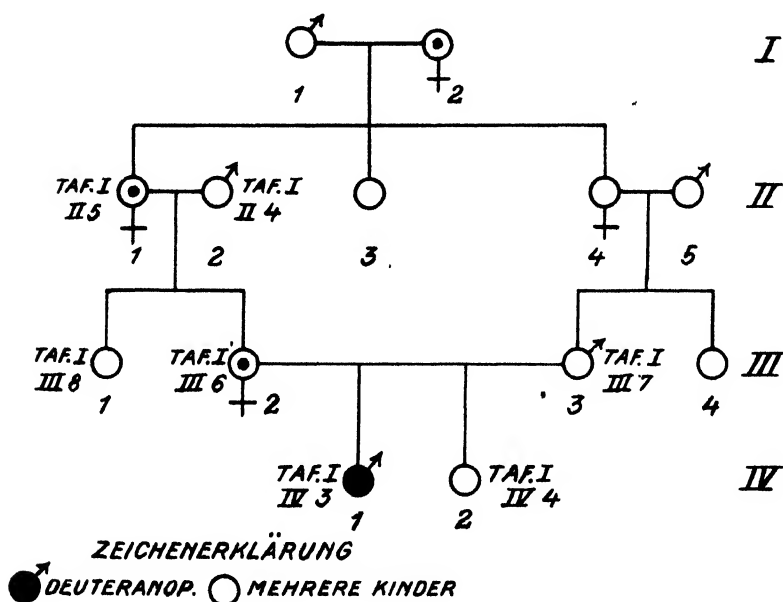 I
1 2
TAF. I TAF. I
II 5 II 4 II
1 2 3 4 5
TAF. I TAF. I TAF. I
III 8 III 6 III 7 III
1 2 3 4
TAF. I TAF. I
IV 3 IV 4 IV
1 2
ZEICHENERKLÄRUNG
DEUTERANOP. MEHRERE KINDER